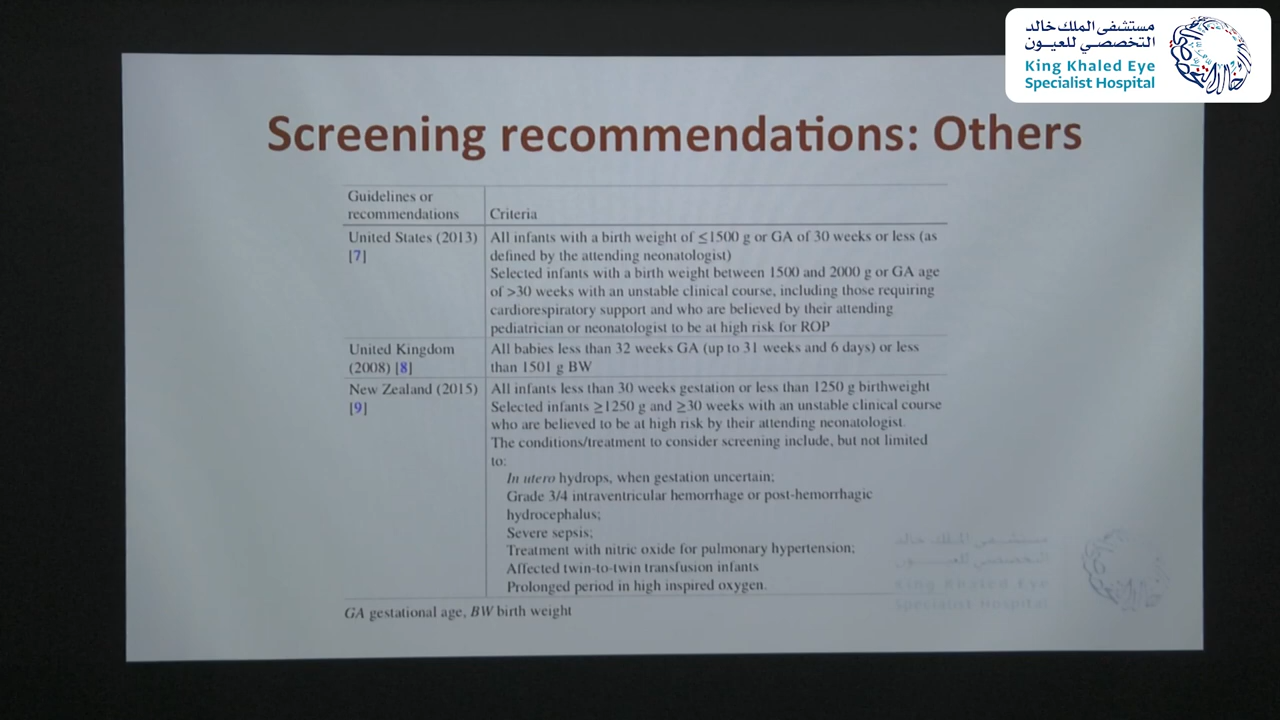 مستشفى الملك خالد
التخصصي للعيون
King Khaled Eye
Specialist Hospital
Screening recommendations: Others
Guidelines or
recommendations
Criteria
United States (2013)
[7]
All infants with a birth weight of ≤1500 g or GA of 30 weeks or less (as
defined by the attending neonatologist)
Selected infants with a birth weight between 1500 and 2000 g or GA age
of >30 weeks with an unstable clinical course, including those requiring
cardiorespiratory support and who are believed by their attending
pediatrician or neonatologist to be at high risk for ROP
United Kingdom
(2008) [8]
All babies less than 32 weeks GA (up to 31 weeks and 6 days) or less
than 1501 g BW
New Zealand (2015)
[9]
All infants less than 30 weeks gestation or less than 1250 g birthweight
Selected infants ≥1250 g and ≥30 weeks with an unstable clinical course
who are believed to be at high risk by their attending neonatologist.
The conditions/treatment to consider screening include, but not limited
to:
In utero hydrops, when gestation uncertain;
Grade 3/4 intraventricular hemorrhage or post-hemorrhagic
hydrocephalus;
Severe sepsis;
Treatment with nitric oxide for pulmonary hypertension;
Affected twin-to-twin transfusion infants
Prolonged period in high inspired oxygen.
GA gestational age, BW birth weight
مستشفى الملك خالد
التخصصي للعيون
King Khaled Eye
Specialist Hospital